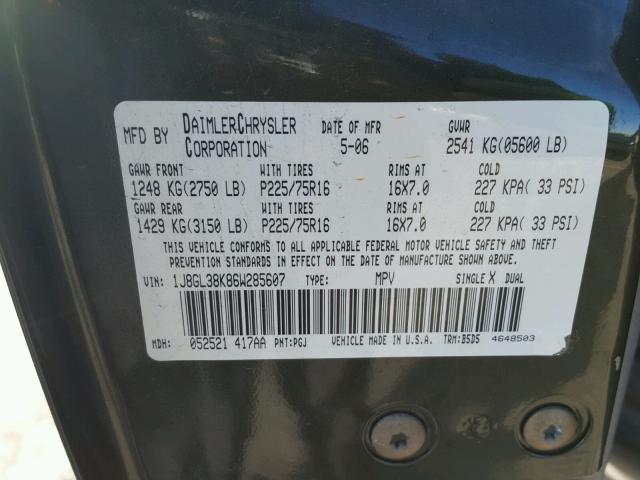 MFD BY DAIMLERCHRYSLER CORPORATION DATE OF MFR 5-06 GVWR 2541 KG(05600 LB)
GAWR FRONT WITH TIRES RIMS AT COLD
1248 KG(2750 LB) P225/75R16 16X7.0 227 KPA( 33 PSI)
GAWR REAR WITH TIRES RIMS AT COLD
1429 KG(3150 LB) P225/75R16 16X7.0 227 KPA( 33 PSI)
THIS VEHICLE CONFORMS TO ALL APPLICABLE FEDERAL MOTOR VEHICLE SAFETY AND THEFT
PREVENTION STANDARDS IN EFFECT ON THE DATE OF MANUFACTURE SHOWN ABOVE.
VIN: 1J8GL38K86W285607 TYPE: MPV SINGLE X DUAL
MDH: 052521 417AA PNT:PGJ VEHICLE MADE IN U.S.A. TRM:B5D5 4648503